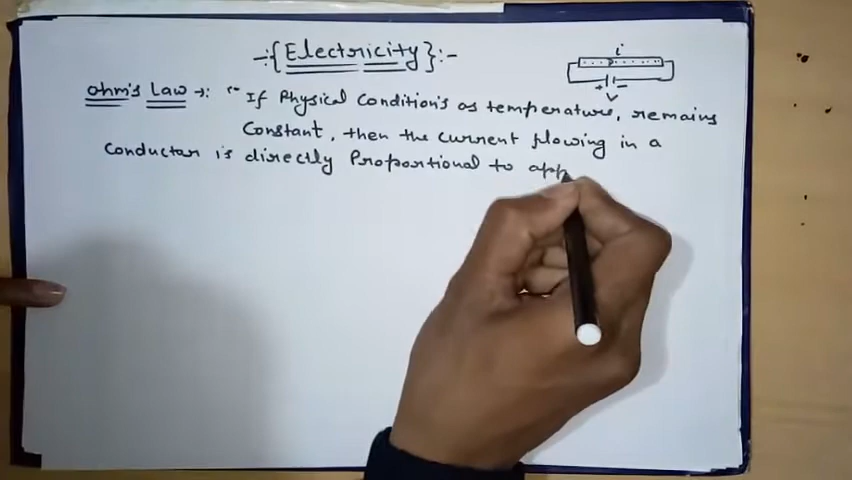 -:{Electricity}:-
i
+ -
V
ohm's Law →: "If Physical Condition's as temperature, remains
Constant, then the current flowing in a
Conductor is directly Proportional to app